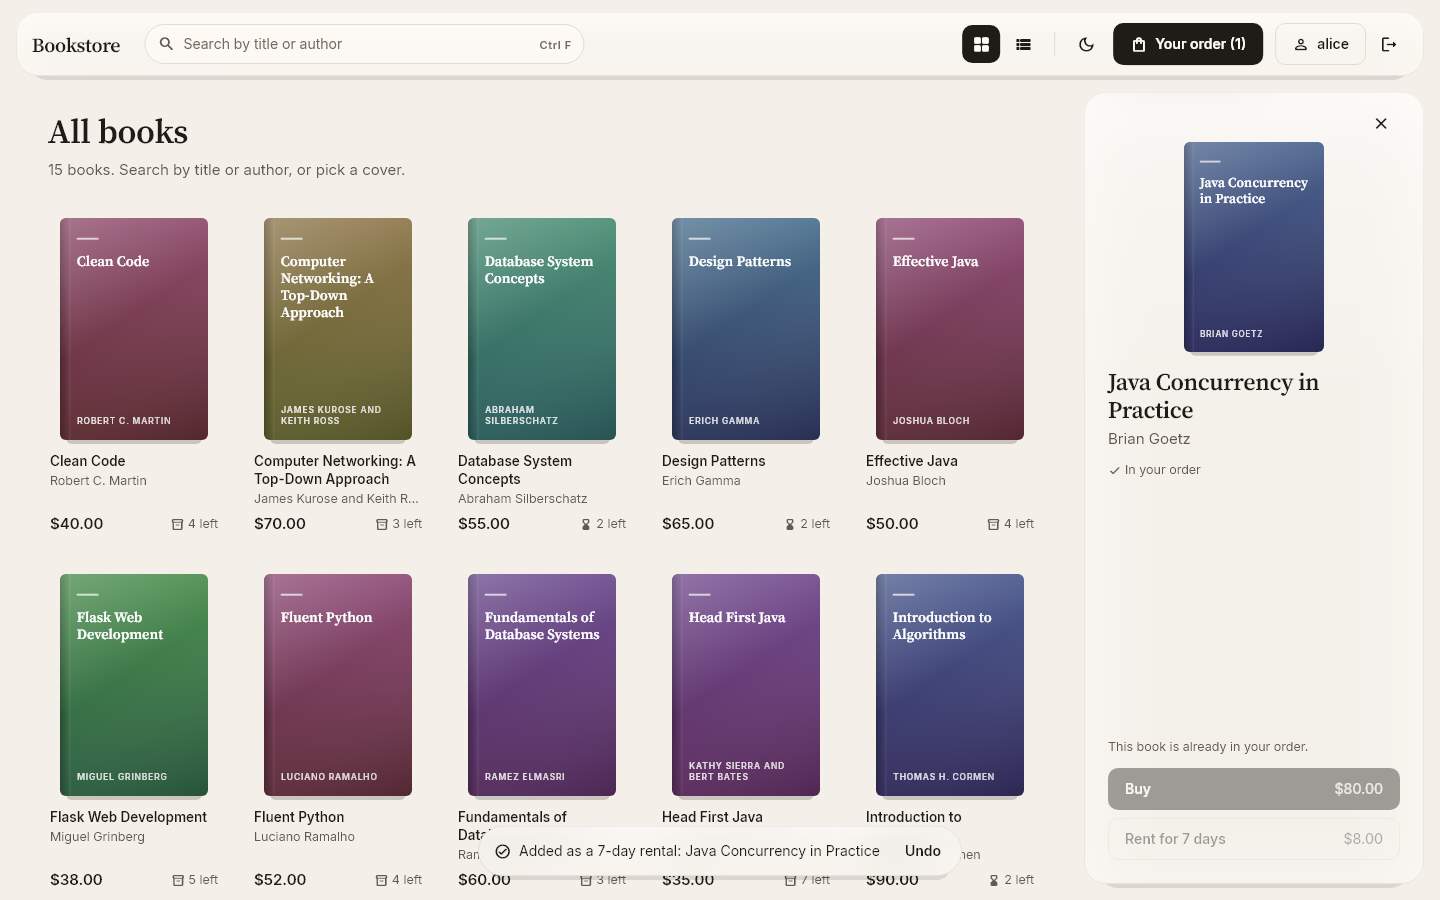 Bookstore
Search by title or author
Ctrl F
Your order (1)
alice
All books
15 books. Search by title or author, or pick a cover.
Clean Code
ROBERT C. MARTIN
Clean Code
Robert C. Martin
$40.00
4 left
Computer
Networking: A
Top-Down
Approach
JAMES KUROSE AND
KEITH ROSS
Computer Networking: A
Top-Down Approach
James Kurose and Keith R...
$70.00
3 left
Database System
Concepts
ABRAHAM
SILBERSCHATZ
Database System
Concepts
Abraham Silberschatz
$55.00
2 left
Design Patterns
ERICH GAMMA
Design Patterns
Erich Gamma
$65.00
2 left
Effective Java
JOSHUA BLOCH
Effective Java
Joshua Bloch
$50.00
4 left
Flask Web
Development
MIGUEL GRINBERG
Flask Web Development
Miguel Grinberg
$38.00
5 left
Fluent Python
LUCIANO RAMALHO
Fluent Python
Luciano Ramalho
$52.00
4 left
Fundamentals of
Database Systems
RAMEZ ELMASRI
Fundamentals of
$60.00
3 left
Head First Java
KATHY SIERRA AND
BERT BATES
Head First Java
$35.00
7 left
Introduction to
Algorithms
THOMAS H. CORMEN
Introduction to
$90.00
2 left
Added as a 7-day rental: Java Concurrency in Practice
Undo
Java Concurrency
in Practice
BRIAN GOETZ
Java Concurrency in
Practice
Brian Goetz
In your order
This book is already in your order.
Buy
$80.00
Rent for 7 days
$8.00